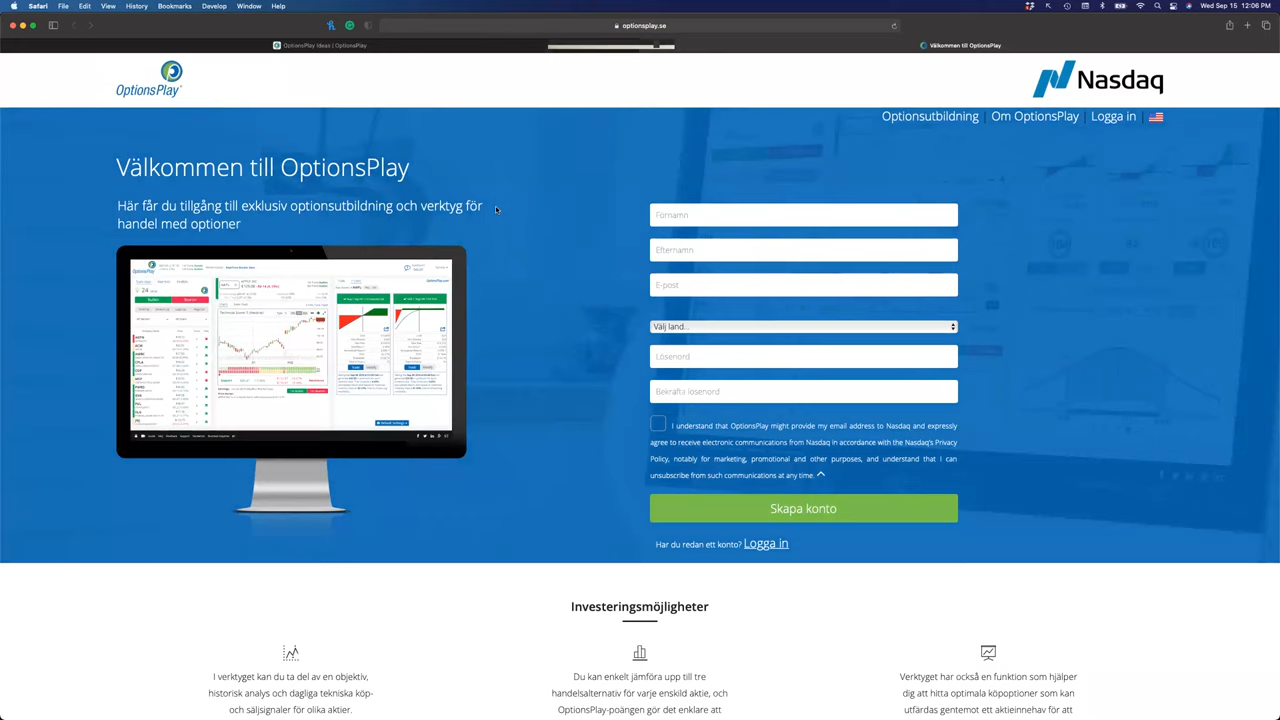 Safari File Edit View History Bookmarks Develop Window Help
Wed Sep 15 12:06 PM
optionsplay.se
OptionsPlay Ideas | OptionsPlay
Välkommen till OptionsPlay
OptionsPlay
Nasdaq
Optionsutbildning | Om OptionsPlay | Logga in
Välkommen till OptionsPlay
Här får du tillgång till exklusiv optionsutbildning och verktyg för
handel med optioner
Förnamn
Efternamn
E-post
Välj land...
Lösenord
Bekräfta lösenord
I understand that OptionsPlay might provide my email address to Nasdaq and expressly
agree to receive electronic communications from Nasdaq in accordance with the Nasdaq's Privacy
Policy, notably for marketing, promotional and other purposes, and understand that I can
unsubscribe from such communications at any time.
Skapa konto
Har du redan ett konto? Logga in
Investeringsmöjligheter
I verktyget kan du ta del av en objektiv,
historisk analys och dagliga tekniska köp-
och säljsignaler för olika aktier.
Du kan enkelt jämföra upp till tre
handelsalternativ för varje enskild aktie, och
OptionsPlay-poängen gör det enklare att
Verktyget har också en funktion som hjälper
dig att hitta optimala köpoptioner som kan
utfärdas gentemot ett aktieinnehav för att